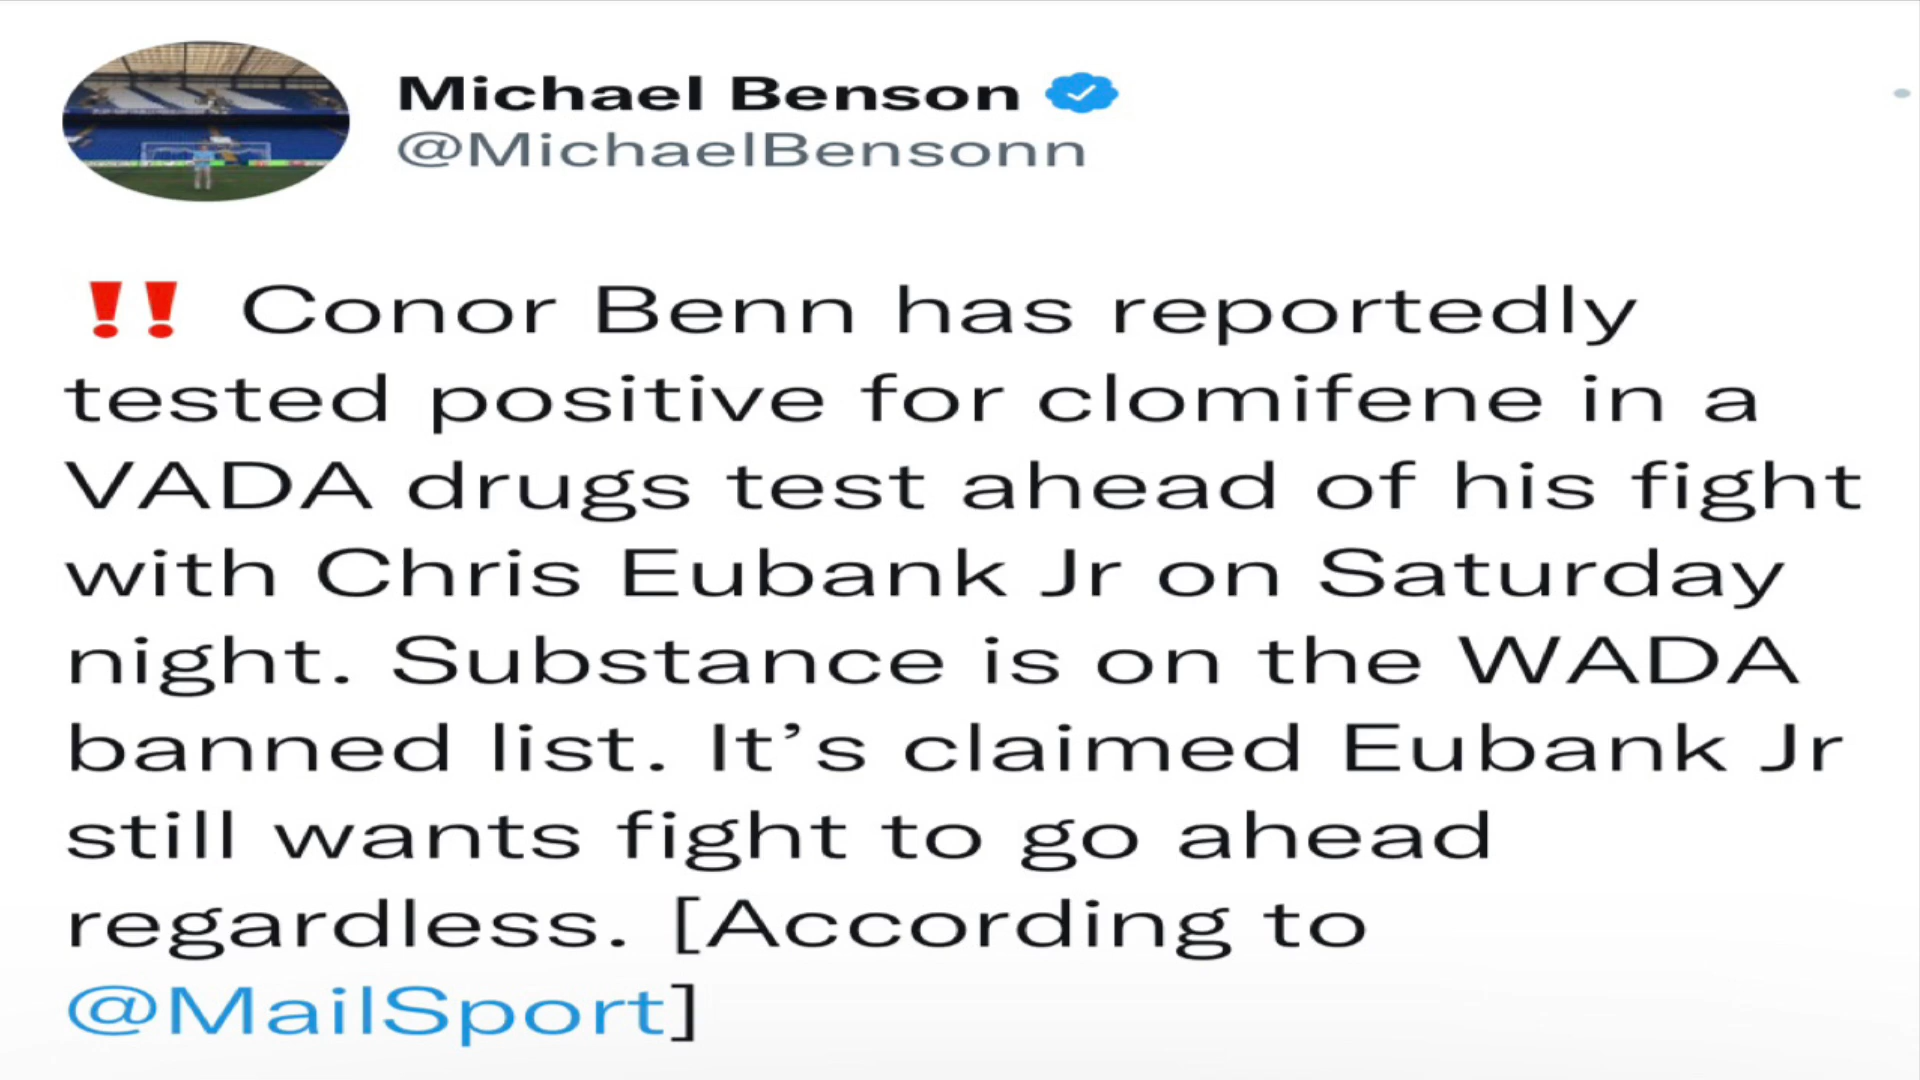 Michael Benson
@MichaelBensonn
‼️ Conor Benn has reportedly
tested positive for clomifene in a
VADA drugs test ahead of his fight
with Chris Eubank Jr on Saturday
night. Substance is on the WADA
banned list. It’s claimed Eubank Jr
still wants fight to go ahead
regardless. [According to
@MailSport]